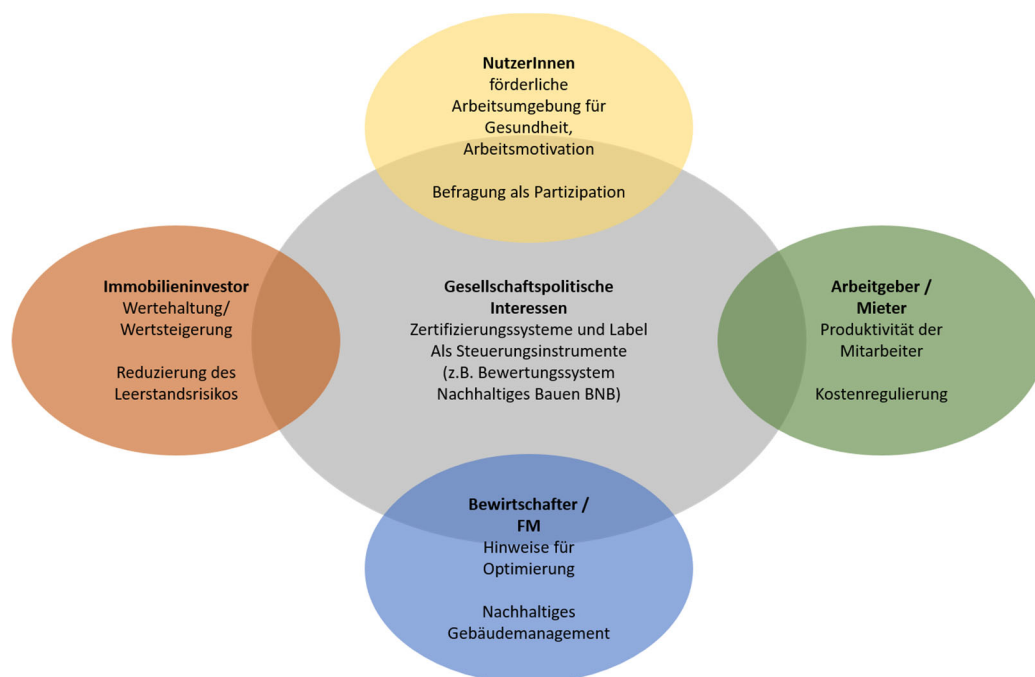 NutzerInnen
förderliche
Arbeitsumgebung für
Gesundheit,
Arbeitsmotivation
Befragung als Partizipation
Immobilieninvestor
Wertehaltung/
Wertsteigerung
Reduzierung des
Leerstandsrisikos
Gesellschaftspolitische
Interessen
Zertifizierungssysteme und Label
Als Steuerungsinstrumente
(z.B. Bewertungssystem
Nachhaltiges Bauen BNB)
Arbeitgeber /
Mieter
Produktivität der
Mitarbeiter
Kostenregulierung
Bewirtschafter /
FM
Hinweise für
Optimierung
Nachhaltiges
Gebäudemanagement